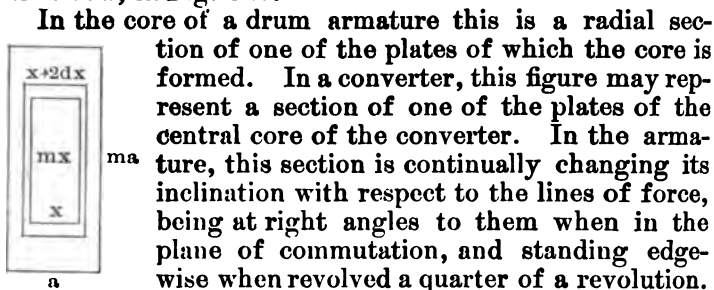 In the core of a drum armature this is a radial sec-
tion of one of the plates of which the core is
formed. In a converter, this figure may rep-
resent a section of one of the plates of the
central core of the converter. In the arma-
ture, this section is continually changing its
inclination with respect to the lines of force,
being at right angles to them when in the
plane of commutation, and standing edge-
wise when revolved a quarter of a revolution.
x+2dx
mx
ma
x
a